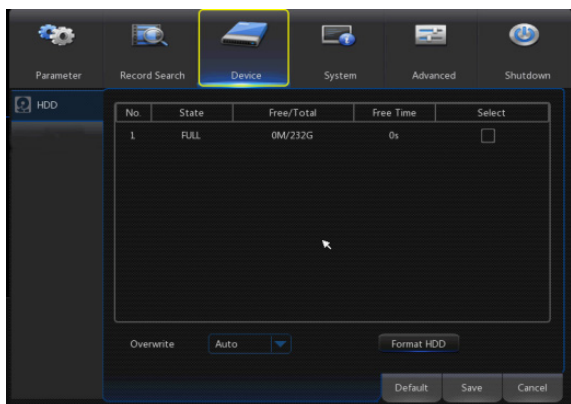 Parameter Record Search Device System Advanced Shutdown
HDD
No. State Free/Total Free Time Select
1 FULL 0M/232G 0s
Overwrite Auto Format HDD
Default Save Cancel